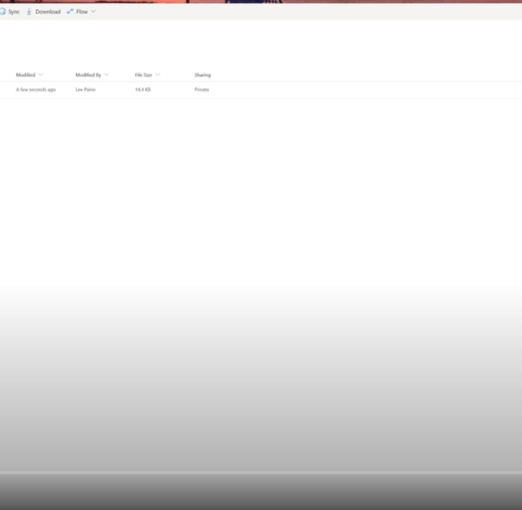 Sync Download Flow
Modified Modified By File Size Sharing
A few seconds ago Lee Paine 14.4 KB Private